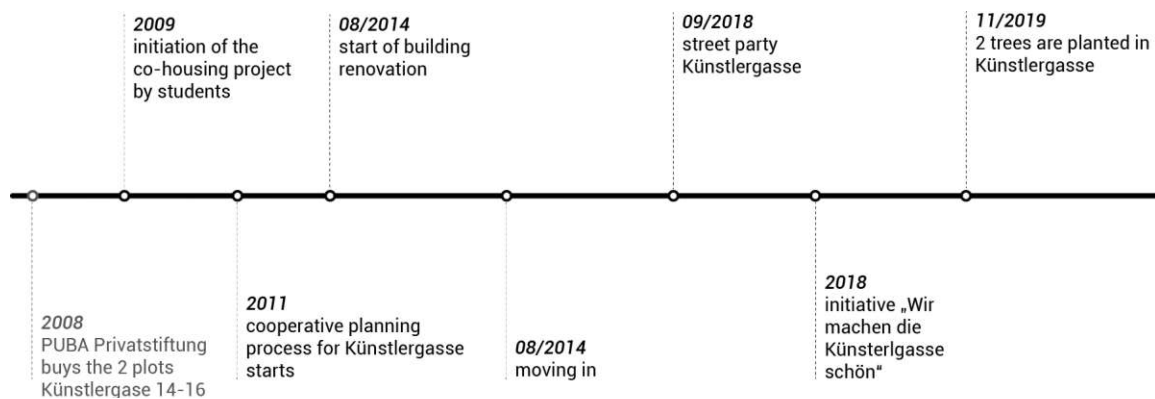 2009
initiation of the
co-housing project
by students
08/2014
start of building
renovation
09/2018
street party
Künstlergasse
11/2019
2 trees are planted in
Künstlergasse
2008
PUBA Privatstiftung
buys the 2 plots
Künstlergase 14-16
2011
cooperative planning
process for Künstlergasse
starts
08/2014
moving in
2018
initiative „Wir
machen die
Künsterlgasse
schön“